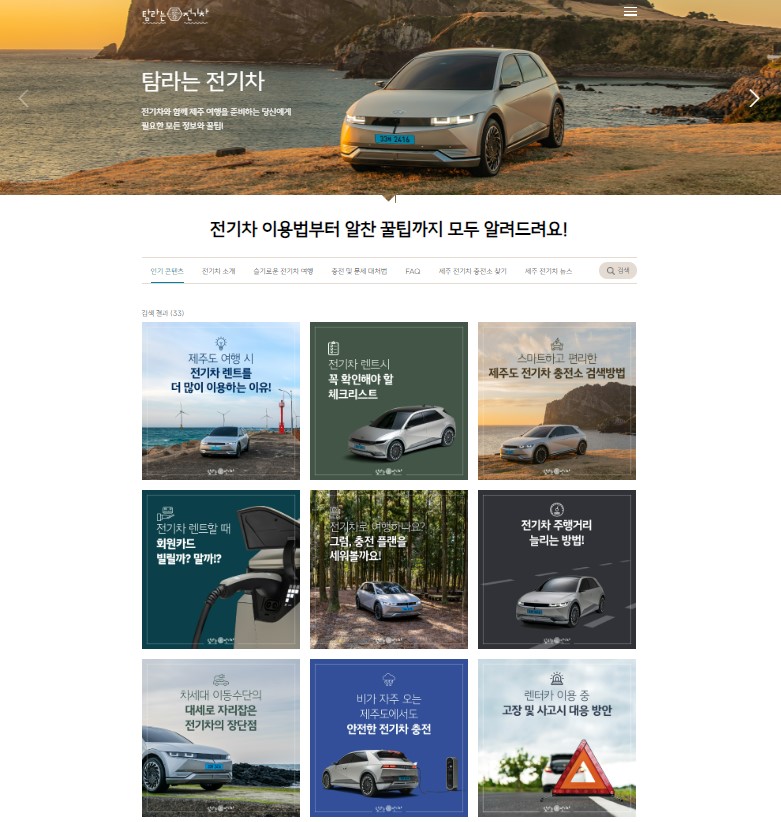 탐라는 전기차
탐라는 전기차
전기차와 함께 제주 여행을 준비하는 당신에게
필요한 모든 정보와 꿀팁!
전기차 이용법부터 알찬 꿀팁까지 모두 알려드려요!
인기 콘텐츠 전기차 소개 슬기로운 전기차 여행 충전 및 문제 대처법 FAQ 제주 전기차 충전소 찾기 제주 전기차 뉴스 검색
검색 결과 (33)
제주도 여행 시
전기차 렌트를
더 많이 이용하는 이유!
전기차 렌트시
꼭 확인해야 할
체크리스트
스마트하고 편리한
제주도 전기차 충전소 검색방법
전기차 렌트할 때
회원카드
빌릴까? 말까!?
전기차로 여행하나요?
그럼, 충전 플랜을
세워볼까요!
전기차 주행거리
늘리는 방법!
차세대 이동수단의
대세로 자리잡은
전기차의 장단점
비가 자주 오는
제주도에서도
안전한 전기차 충전
렌터카 이용 중
고장 및 사고시 대응 방안